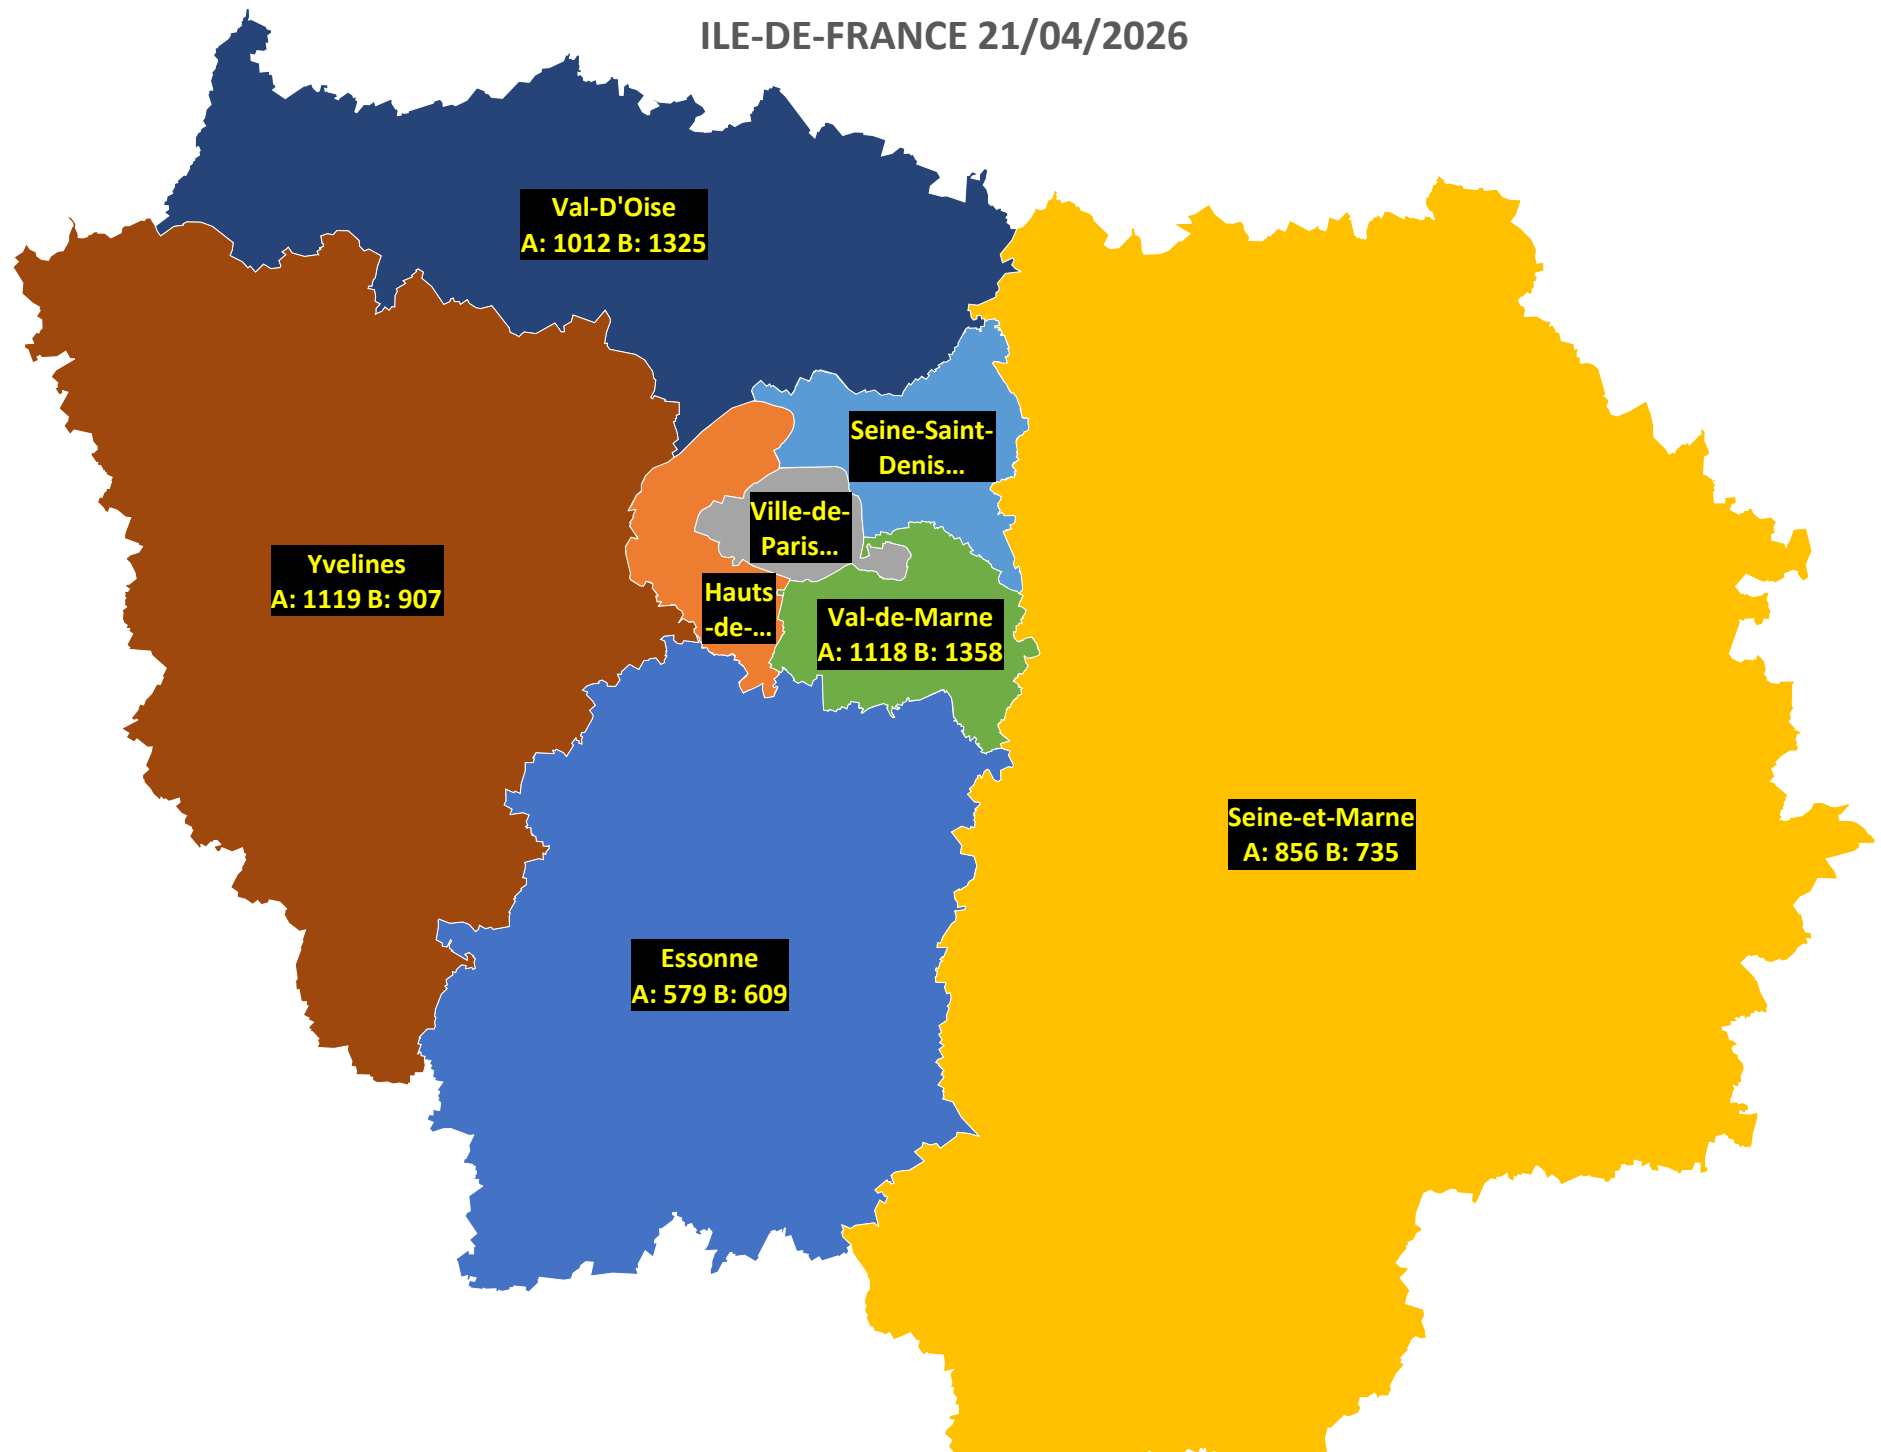 ILE-DE-FRANCE 21/04/2026
Val-D'Oise
A: 1012 B: 1325
Seine-Saint-
Denis...
Ville-de-
Paris...
Yvelines
A: 1119 B: 907
Hauts
-de-...
Val-de-Marne
A: 1118 B: 1358
Seine-et-Marne
A: 856 B: 735
Essonne
A: 579 B: 609